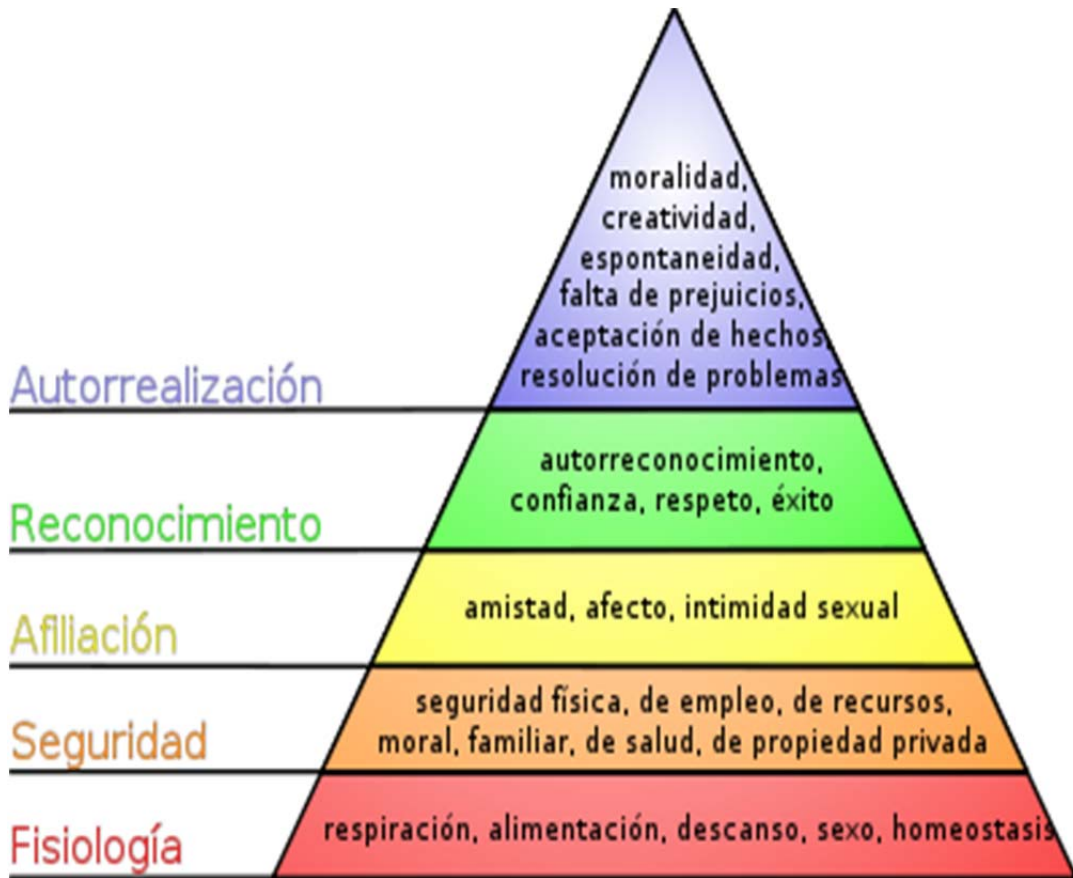 moralidad,
creatividad,
espontaneidad,
falta de prejuicios,
aceptación de hechos,
resolución de problemas
Autorrealización
autorreconocimiento,
confianza, respeto, éxito
Reconocimiento
amistad, afecto, intimidad sexual
Afiliación
seguridad física, de empleo, de recursos,
moral, familiar, de salud, de propiedad privada
Seguridad
respiración, alimentación, descanso, sexo, homeostasis
Fisiología